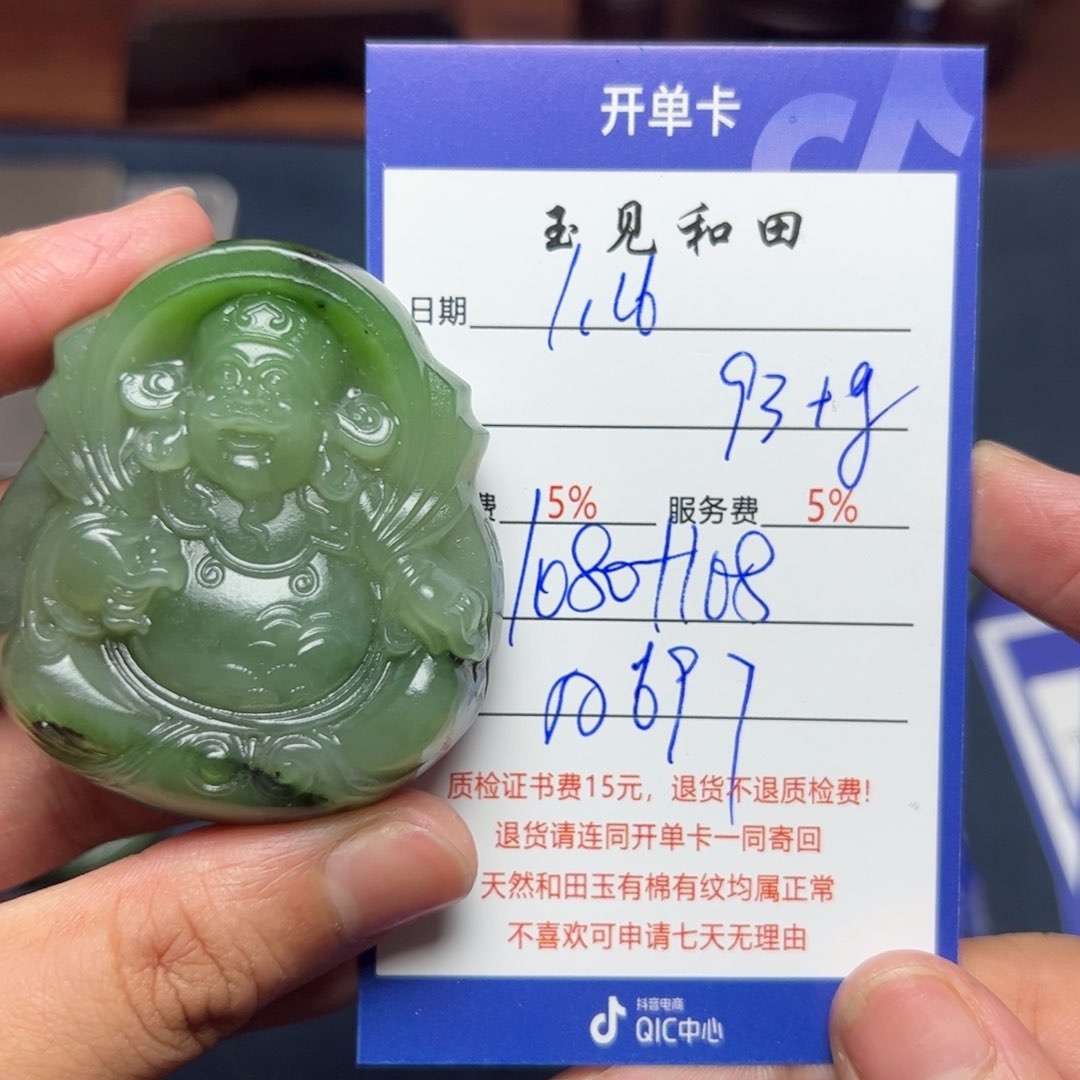 开单卡
玉见和田
日期 1.16
93+g
费 5% 服务费 5%
1080+108
质检证书费15元，退货不退质检费!
退货请连同开单卡一同寄回
天然和田玉有棉有纹均属正常
不喜欢可申请七天无理由
抖音电商
QIC中心